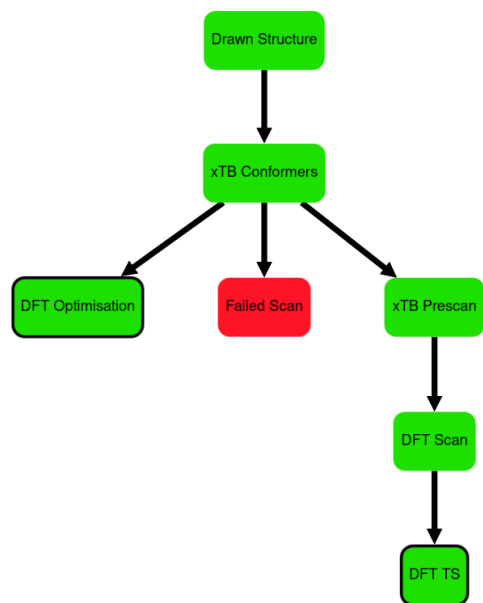 Drawn Structure
xTB Conformers
DFT Optimisation
Failed Scan
xTB Prescan
DFT Scan
DFT TS